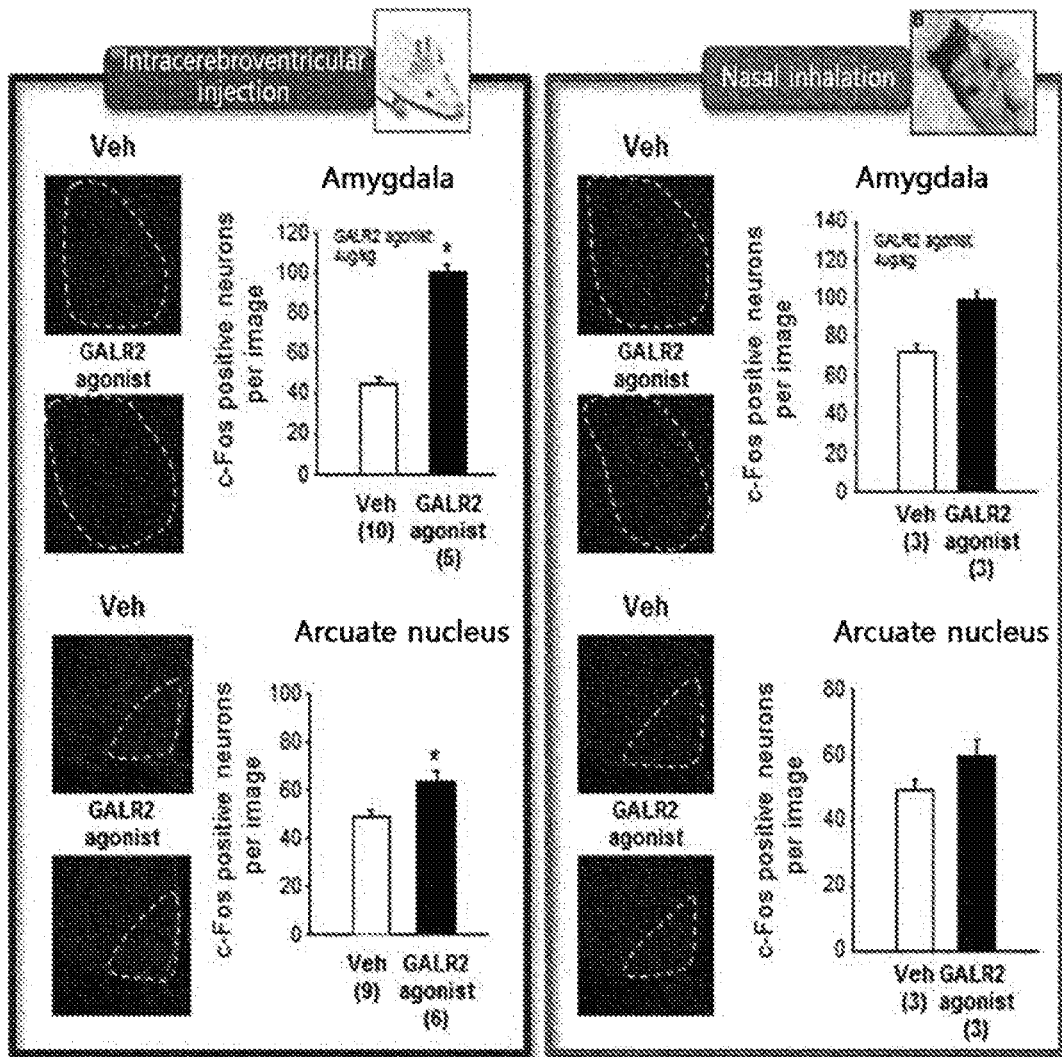 Intracerebroventricular
injection
Veh
GALR2
agonist
Amygdala
c-Fos positive neurons
per image
120
100
80
60
40
20
0
GALR2 agonist
*
Veh
(10)
GALR2
agonist
(5)
Veh
GALR2
agonist
Arcuate nucleus
c-Fos positive neurons
per image
100
80
60
40
20
0
*
Veh
(9)
GALR2
agonist
(6)
Nasal inhalation
B
Veh
GALR2
agonist
Amygdala
c-Fos positive neurons
per image
140
120
100
80
60
40
20
0
GALR2 agonist
Veh
(3)
GALR2
agonist
(3)
Veh
GALR2
agonist
Arcuate nucleus
c-Fos positive neurons
per image
80
60
40
20
0
Veh
(3)
GALR2
agonist
(3)